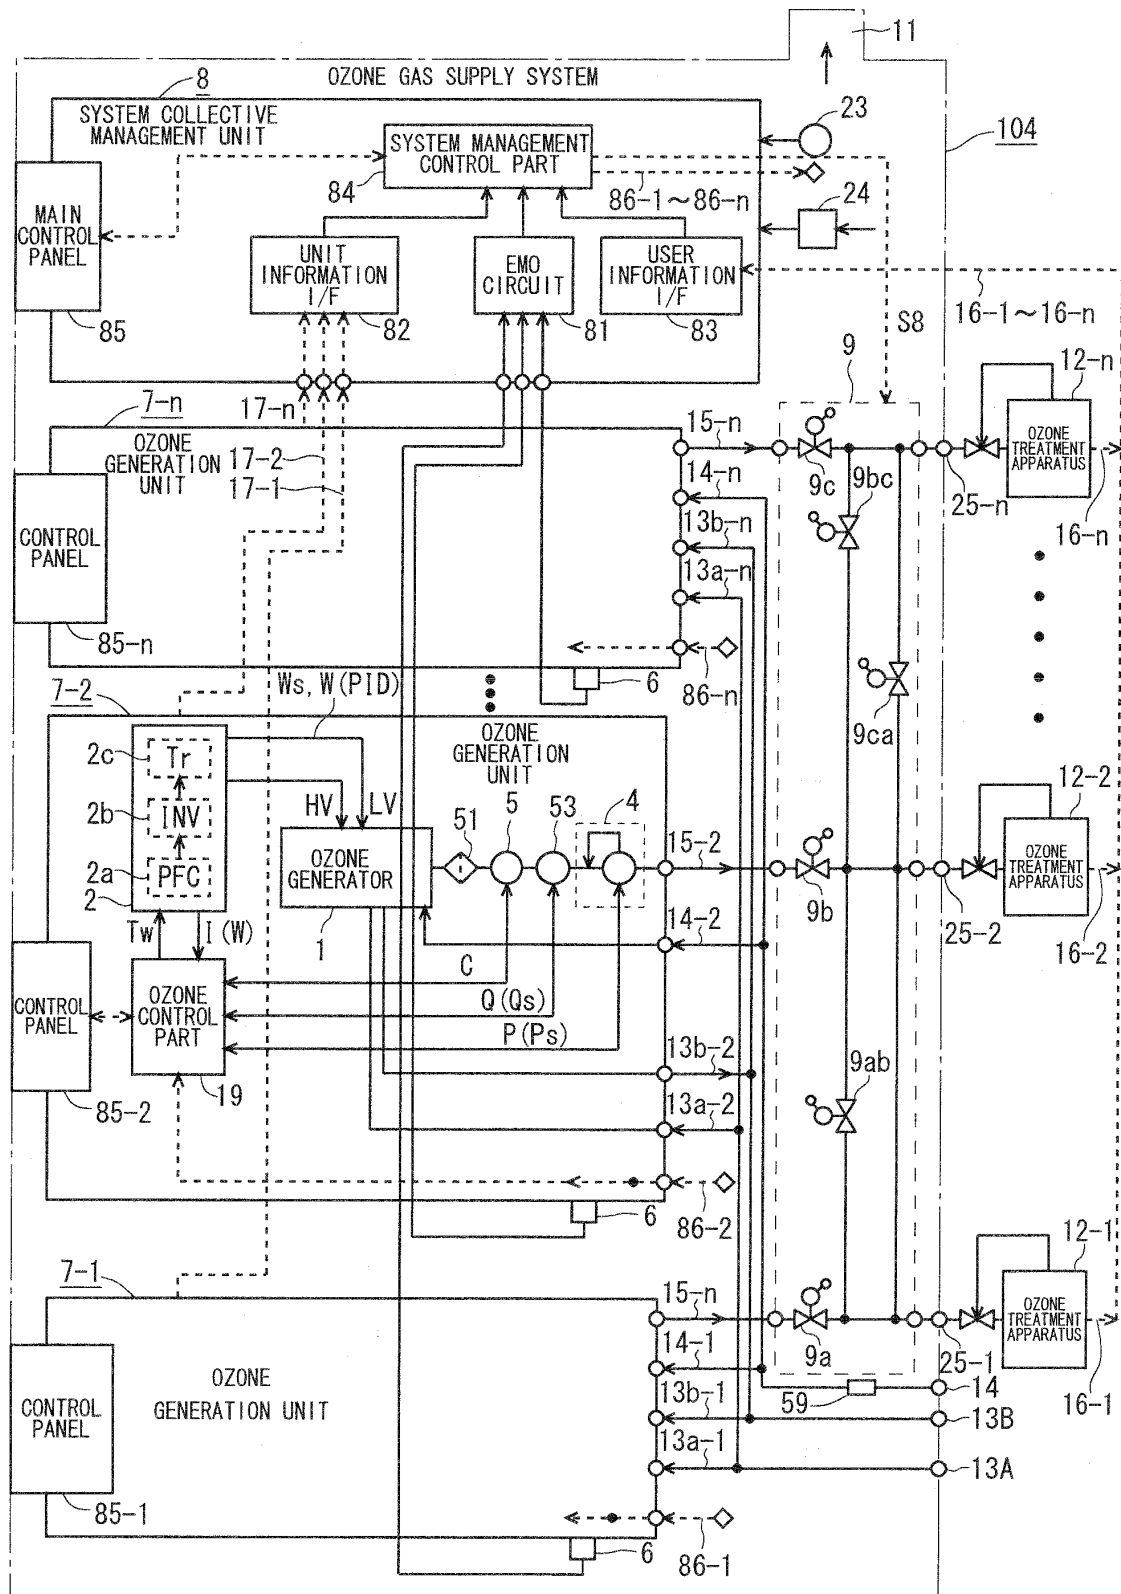 11
OZONE GAS SUPPLY SYSTEM
8
SYSTEM COLLECTIVE
MANAGEMENT UNIT
23
104
SYSTEM MANAGEMENT
CONTROL PART
84
86-1～86-n
24
MAIN
CONTROL
PANEL
85
UNIT
INFORMATION
I/F
82
EMO
CIRCUIT
81
USER
INFORMATION
I/F
83
16-1～16-n
S8
9
12-n
7-n
17-n
OZONE
GENERATION
UNIT
17-2
17-1
15-n
14-n
13b-n
13a-n
9c
9bc
25-n
OZONE
TREATMENT
APPARATUS
16-n
CONTROL
PANEL
85-n
6
86-n
9ca
7-2
Ws, W(PID)
OZONE
GENERATION
UNIT
2c
Tr
2b
INV
2a
PFC
2
HV
LV
OZONE
GENERATOR
1
51
5
53
4
15-2
9b
12-2
OZONE
TREATMENT
APPARATUS
25-2
16-2
14-2
Tw
I(W)
C
Q(Qs)
P(Ps)
CONTROL
PANEL
OZONE
CONTROL
PART
85-2
19
13b-2
13a-2
9ab
6
86-2
7-1
15-n
14-1
13b-1
13a-1
9a
12-1
OZONE
TREATMENT
APPARATUS
25-1
16-1
OZONE
GENERATION UNIT
CONTROL
PANEL
85-1
59
14
13B
13A
6
86-1